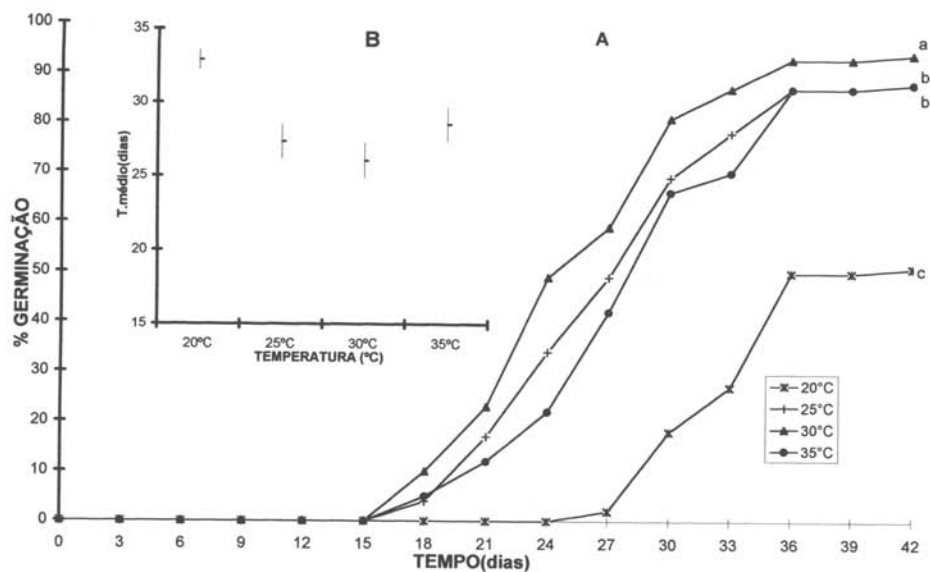 100
90
80
70
60
50
40
30
20
10
0
% GERMINAÇÃO
35
30
25
20
15
T.médio(dias)
B
A
20ºC 25ºC 30ºC 35ºC
TEMPERATURA (ºC)
a
b
b
c
20°C
25°C
30°C
35°C
0 3 6 9 12 15 18 21 24 27 30 33 36 39 42
TEMPO(dias)